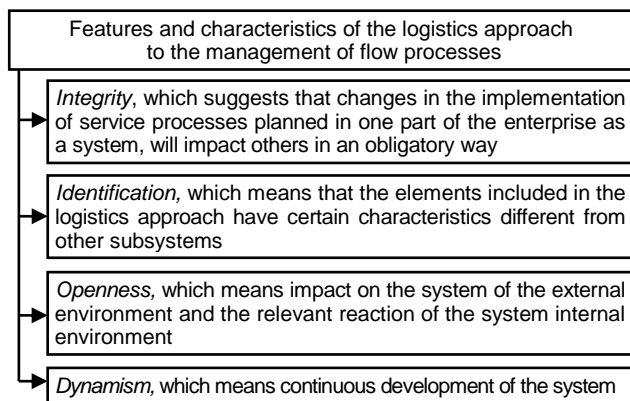 Features and characteristics of the logistics approach
to the management of flow processes
Integrity, which suggests that changes in the implementation
of service processes planned in one part of the enterprise as
a system, will impact others in an obligatory way
Identification, which means that the elements included in the
logistics approach have certain characteristics different from
other subsystems
Openness, which means impact on the system of the external
environment and the relevant reaction of the system internal
environment
Dynamism, which means continuous development of the system